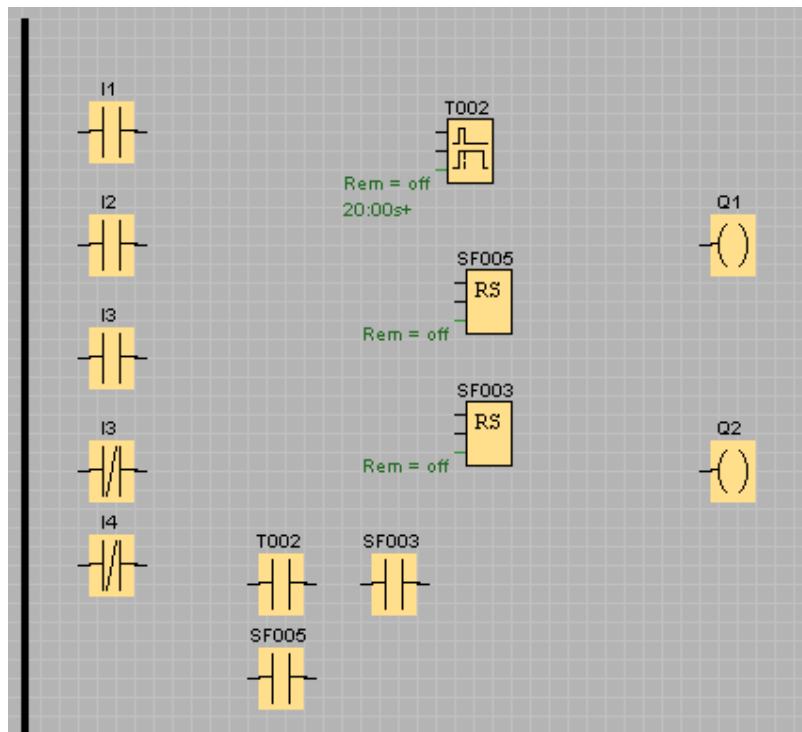 I1
T002
Rem = off
20:00s+
I2
Q1
SF005
RS
Rem = off
I3
SF003
RS
Rem = off
I3
Q2
I4
T002 SF003
SF005